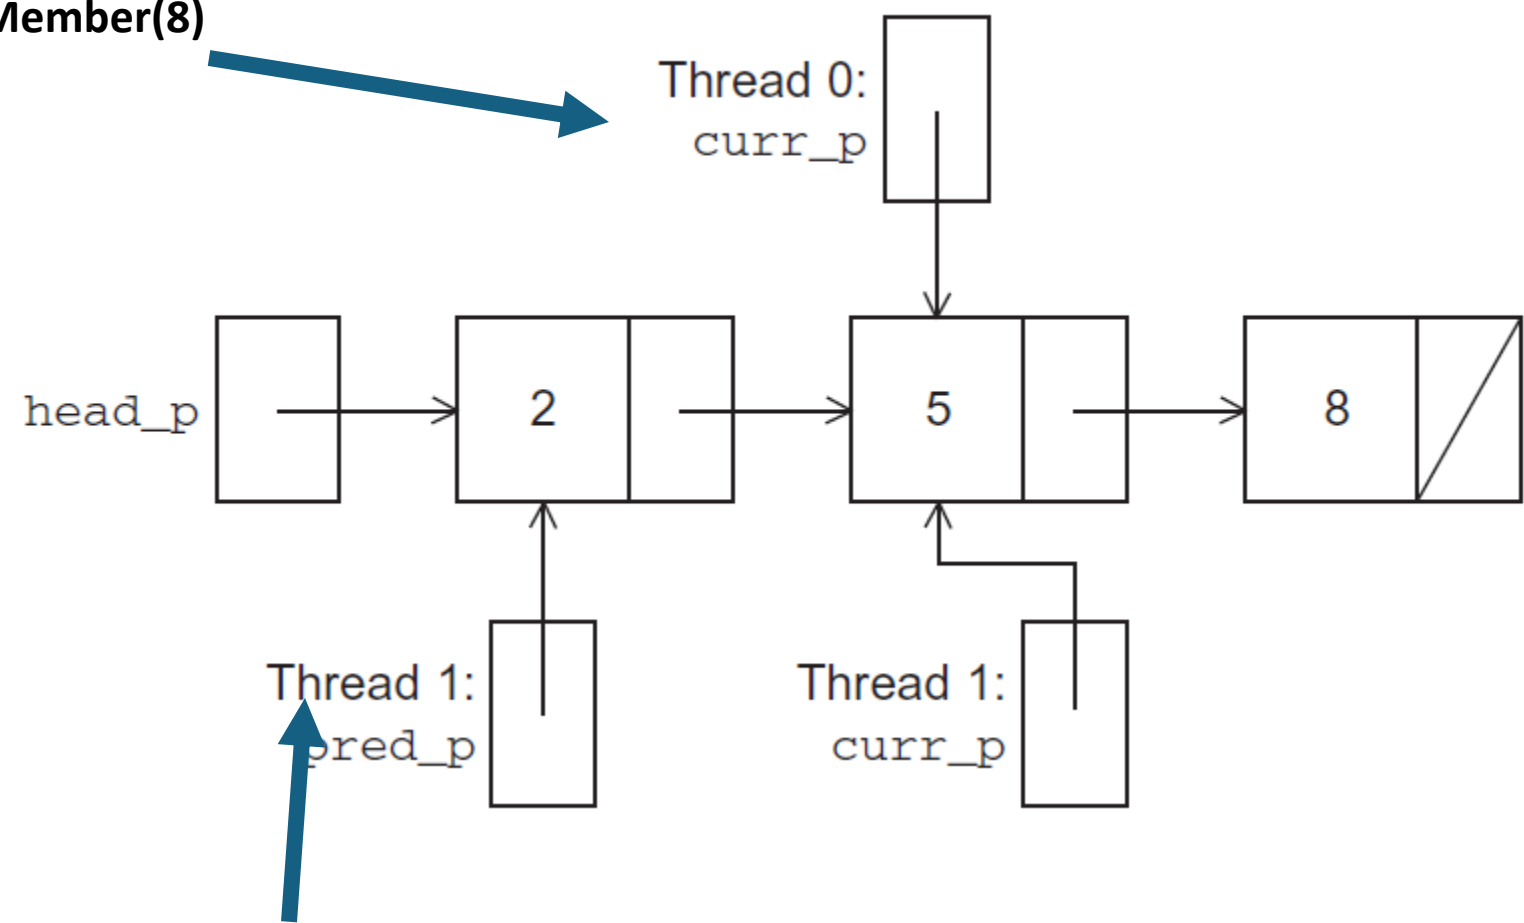 Member(8)
Thread 0:
curr_p
head_p
2
5
8
Thread 1:
pred_p
Thread 1:
curr_p